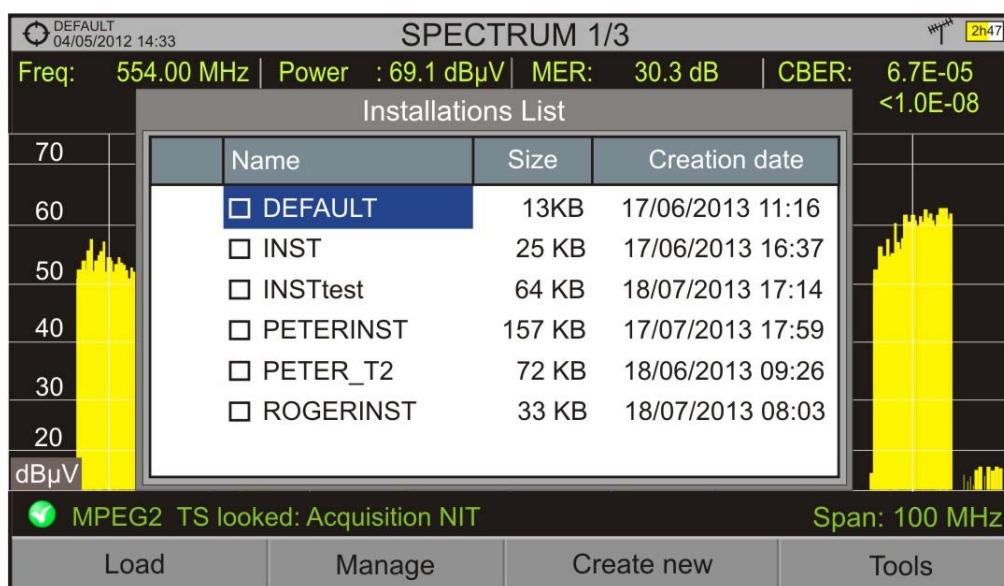 DEFAULT
04/05/2012 14:33
SPECTRUM 1/3
2h47
Freq: 554.00 MHz | Power : 69.1 dBµV | MER: 30.3 dB | CBER: 6.7E-05
<1.0E-08
Installations List
Name Size Creation date
DEFAULT 13KB 17/06/2013 11:16
INST 25 KB 17/06/2013 16:37
INSTtest 64 KB 18/07/2013 17:14
PETERINST 157 KB 17/07/2013 17:59
PETER_T2 72 KB 18/06/2013 09:26
ROGERINST 33 KB 18/07/2013 08:03
70
60
50
40
30
20
dBµV
MPEG2 TS looked: Acquisition NIT Span: 100 MHz
Load Manage Create new Tools